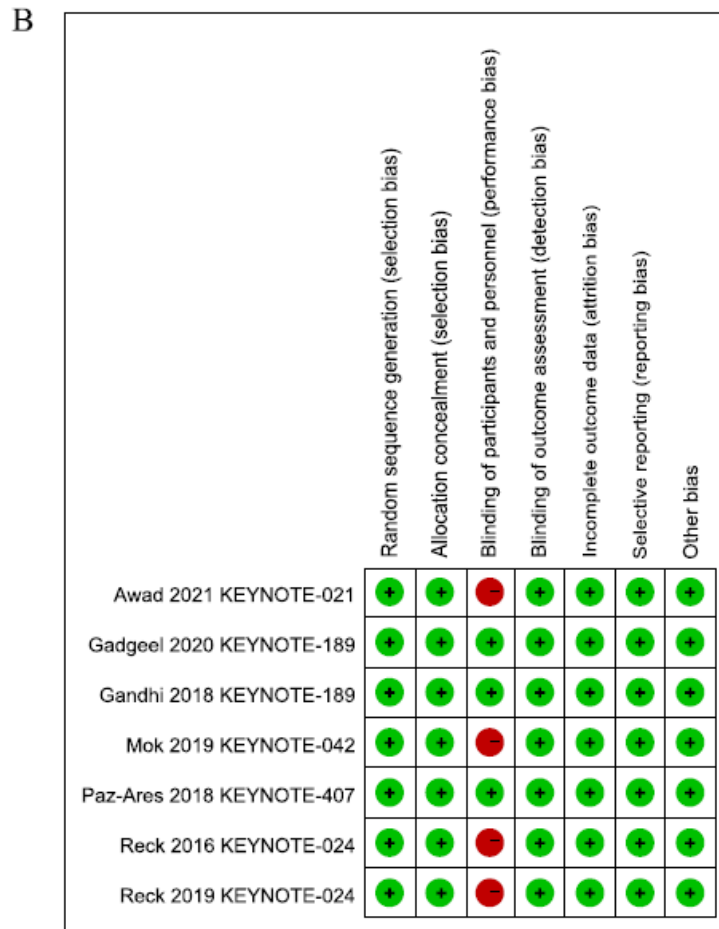 B
Random sequence generation (selection bias)
Allocation concealment (selection bias)
Blinding of participants and personnel (performance bias)
Blinding of outcome assessment (detection bias)
Incomplete outcome data (attrition bias)
Selective reporting (reporting bias)
Other bias
Awad 2021 KEYNOTE-021 + + - + + + +
Gadgeel 2020 KEYNOTE-189 + + + + + + +
Gandhi 2018 KEYNOTE-189 + + + + + + +
Mok 2019 KEYNOTE-042 + + - + + + +
Paz-Ares 2018 KEYNOTE-407 + + + + + + +
Reck 2016 KEYNOTE-024 + + - + + + +
Reck 2019 KEYNOTE-024 + + - + + + +